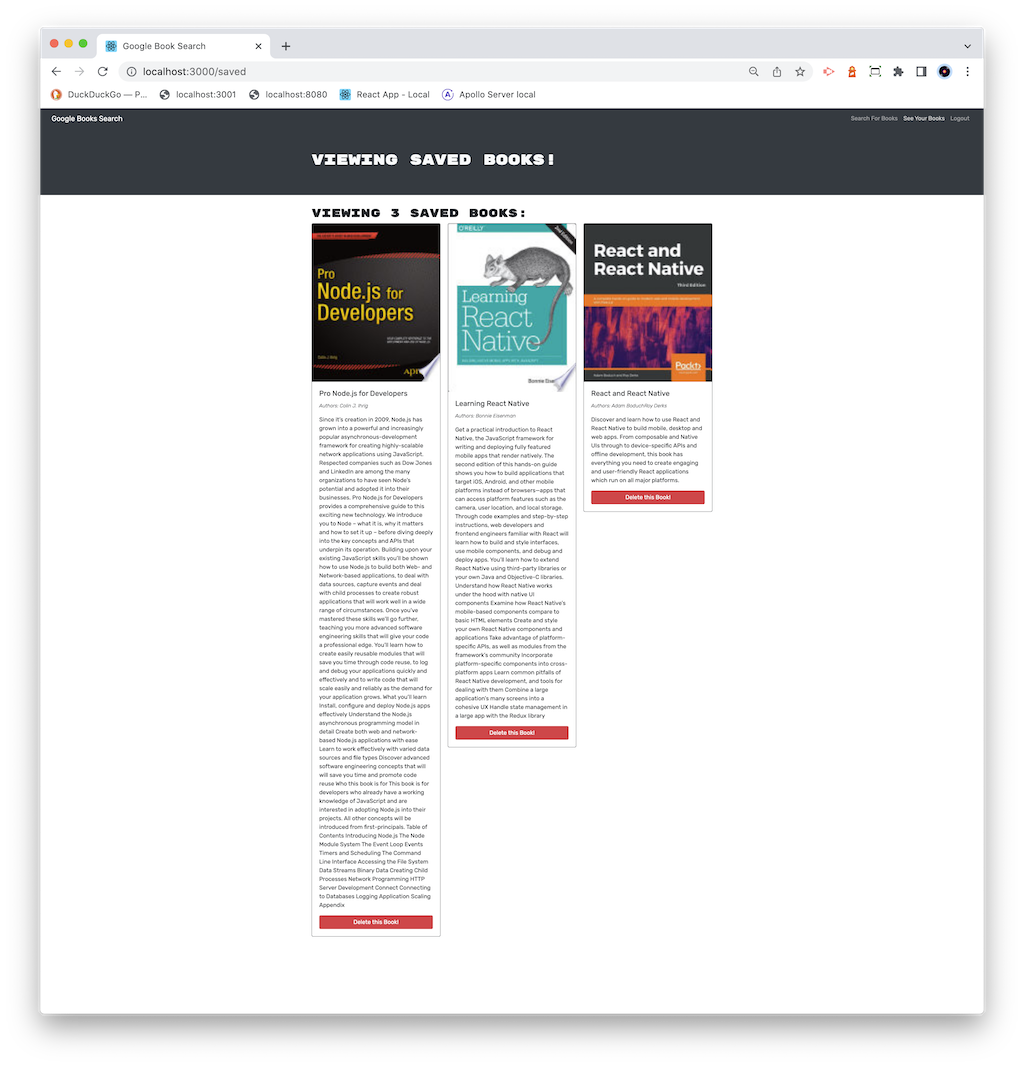 Google Book Search
localhost:3000/saved
DuckDuckGo — P...
localhost:3001
localhost:8080
React App - Local
Apollo Server local
Google Books Search
Search For Books
See Your Books
Logout
VIEWING SAVED BOOKS!
VIEWING 3 SAVED BOOKS:
Pro
Node.js for
Developers
Colin J. Ihrig
Pro Node.js for Developers
Authors: Colin J. Ihrig
Since it's creation in 2009, Node.js has
grown into a powerful and increasingly
popular asynchronous-development
framework for creating highly-scalable
network applications using JavaScript.
Respected companies such as Dow Jones
and LinkedIn are among the many
organizations to have seen Node's
potential and adopted it into their
businesses. Pro Node.js for Developers
provides a comprehensive guide to this
exciting new technology. We introduce
you to Node – what it is, why it matters
and how to set it up – before diving deeply
into the key concepts and APIs that
underpin its operation. Building upon your
existing JavaScript skills you'll be shown
how to use Node.js to build both Web- and
Network-based applications, to deal with
data sources, capture events and deal
with child processes to create robust
applications that will work well in a wide
range of circumstances. Once you've
mastered these skills we'll go further,
teaching you more advanced software
engineering skills that will give your code
a professional edge. You'll learn how to
create easily reusable modules that will
save you time through code reuse, to log
and debug your applications quickly and
effectively and to write code that will
scale easily and reliably as the demand for
your application grows. What you'll learn
Install, configure and deploy Node.js apps
effectively Understand the Node.js
asynchronous programming model in
detail Create both web and network-
based Node.js applications with ease
Learn to work effectively with varied data
sources and file types Discover advanced
software engineering concepts that will
will save you time and promote code
reuse Who this book is for This book is for
developers who already have a working
knowledge of JavaScript and are
interested in adopting Node.js into their
projects. All other concepts will be
introduced from first-principals. Table of
Contents Introducing Node.js The Node
Module System The Event Loop Events
Timers and Scheduling The Command
Line Interface Accessing the File System
Data Streams Binary Data Creating Child
Processes Network Programming HTTP
Server Development Connect Connecting
to Databases Logging Application Scaling
Appendix
Delete this Book!
O'REILLY
2nd Edition
Learning
React
Native
Learning React Native
Authors: Bonnie Eisenman
Get a practical introduction to React
Native, the JavaScript framework for
writing and deploying fully featured
mobile apps that render natively. The
second edition of this hands-on guide
shows you how to build applications that
target iOS, Android, and other mobile
platforms instead of browsers—apps that
can access platform features such as the
camera, user location, and local storage.
Through code examples and step-by-step
instructions, web developers and
frontend engineers familiar with React will
learn how to build and style interfaces,
use mobile components, and debug and
deploy apps. You'll learn how to extend
React Native using third-party libraries or
your own Java and Objective-C libraries.
Understand how React Native works
under the hood with native UI
components Examine how React Native's
mobile-based components compare to
basic HTML elements Create and style
your own React Native components and
applications Take advantage of platform-
specific APIs, as well as modules from the
framework's community Incorporate
platform-specific components into cross-
platform apps Learn common pitfalls of
React Native development, and tools for
dealing with them Combine a large
application's many screens into a
cohesive UX Handle state management in
a large app with the Redux library
Delete this Book!
React and
React Native
Third Edition
Adam Boduch and Roy Derks
Packt
React and React Native
Authors: Adam BoduchRoy Derks
Discover and learn how to use React and
React Native to build mobile, desktop and
web apps. From composable and Native
UIs through to device-specific APIs and
offline development, this book has
everything you need to create engaging
and user-friendly React applications
which run on all major platforms.
Delete this Book!